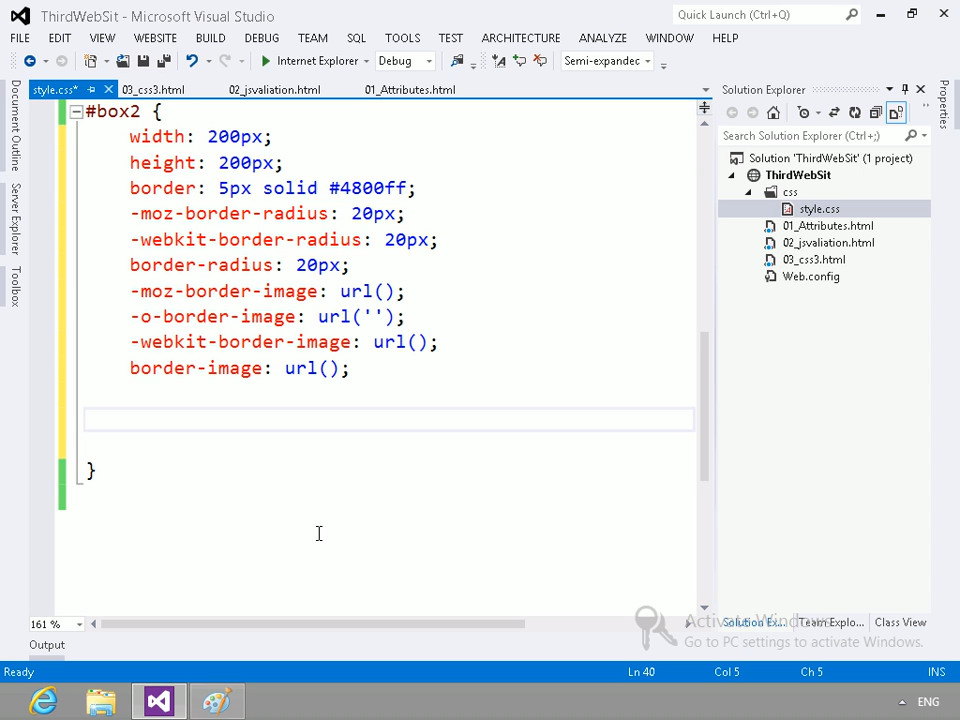 ThirdWebSit - Microsoft Visual Studio
Quick Launch (Ctrl+Q)
FILE EDIT VIEW WEBSITE BUILD DEBUG TEAM SQL TOOLS TEST ARCHITECTURE ANALYZE WINDOW HELP
Internet Explorer Debug Semi-expandec
style.css* 03_css3.html 02_jsvaliation.html 01_Attributes.html
Document Outline
Server Explorer
Toolbox
#box2 {
width: 200px;
height: 200px;
border: 5px solid #4800ff;
-moz-border-radius: 20px;
-webkit-border-radius: 20px;
border-radius: 20px;
-moz-border-image: url();
-o-border-image: url('');
-webkit-border-image: url();
border-image: url();
}
161 %
Output
Solution Explorer
Search Solution Explorer (Ctrl+;)
Solution 'ThirdWebSit' (1 project)
ThirdWebSit
css
style.css
01_Attributes.html
02_jsvaliation.html
03_css3.html
Web.config
Properties
Solution Ex... Team Explo... Class View
Activate Windows
Go to PC settings to activate Windows.
Ready Ln 40 Col 5 Ch 5 INS
ENG